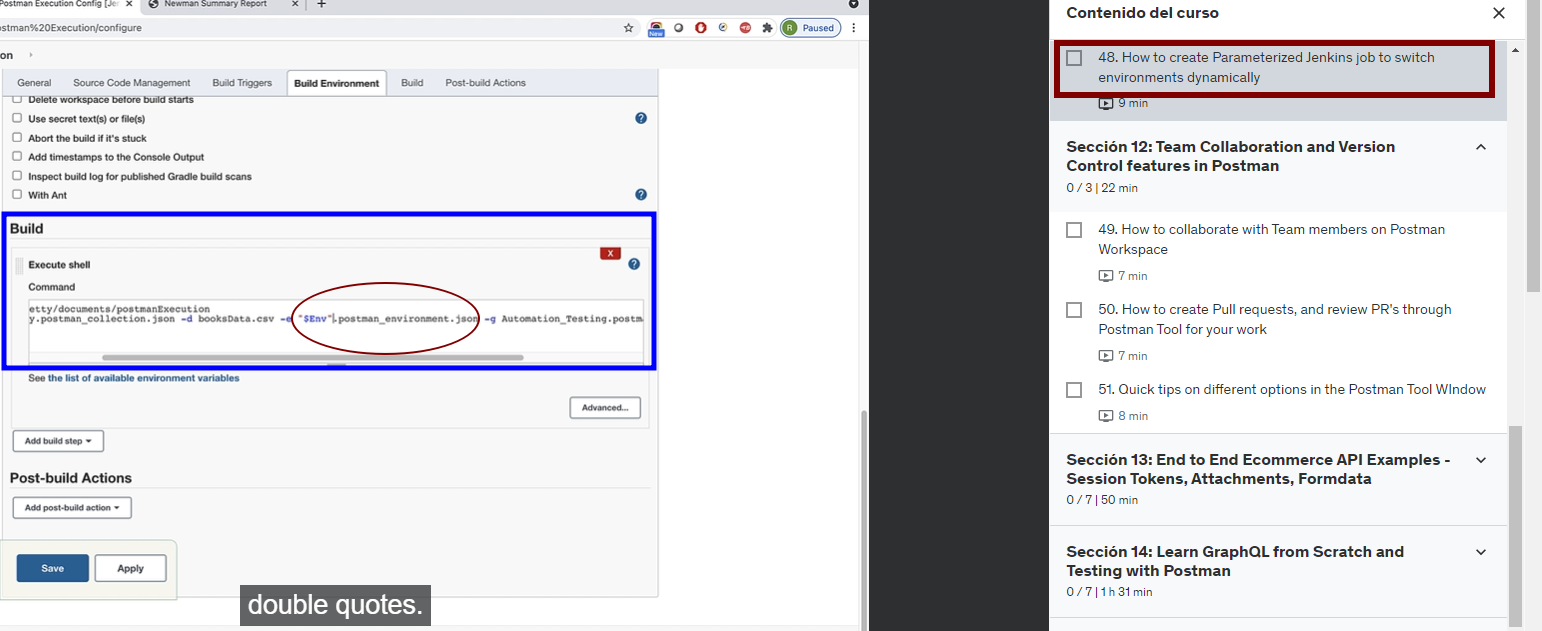 Postman Execution Config [Jen
Newman Summary Report
stman%20Execution/configure
New
R
Paused
on
General
Source Code Management
Build Triggers
Build Environment
Build
Post-build Actions
Delete workspace before build starts
Use secret text(s) or file(s)
Abort the build if it's stuck
Add timestamps to the Console Output
Inspect build log for published Gradle build scans
With Ant
Build
X
Execute shell
Command
etty/documents/postmanExecution
y.postman_collection.json -d booksData.csv -e "$Env".postman_environment.json -g Automation_Testing.postma
See the list of available environment variables
Advanced...
Add build step
Post-build Actions
Add post-build action
Save
Apply
double quotes.
Contenido del curso
48. How to create Parameterized Jenkins job to switch
environments dynamically
9 min
Sección 12: Team Collaboration and Version
Control features in Postman
0 / 3 | 22 min
49. How to collaborate with Team members on Postman
Workspace
7 min
50. How to create Pull requests, and review PR's through
Postman Tool for your work
7 min
51. Quick tips on different options in the Postman Tool WIndow
8 min
Sección 13: End to End Ecommerce API Examples -
Session Tokens, Attachments, Formdata
0 / 7 | 50 min
Sección 14: Learn GraphQL from Scratch and
Testing with Postman
0 / 7 | 1 h 31 min